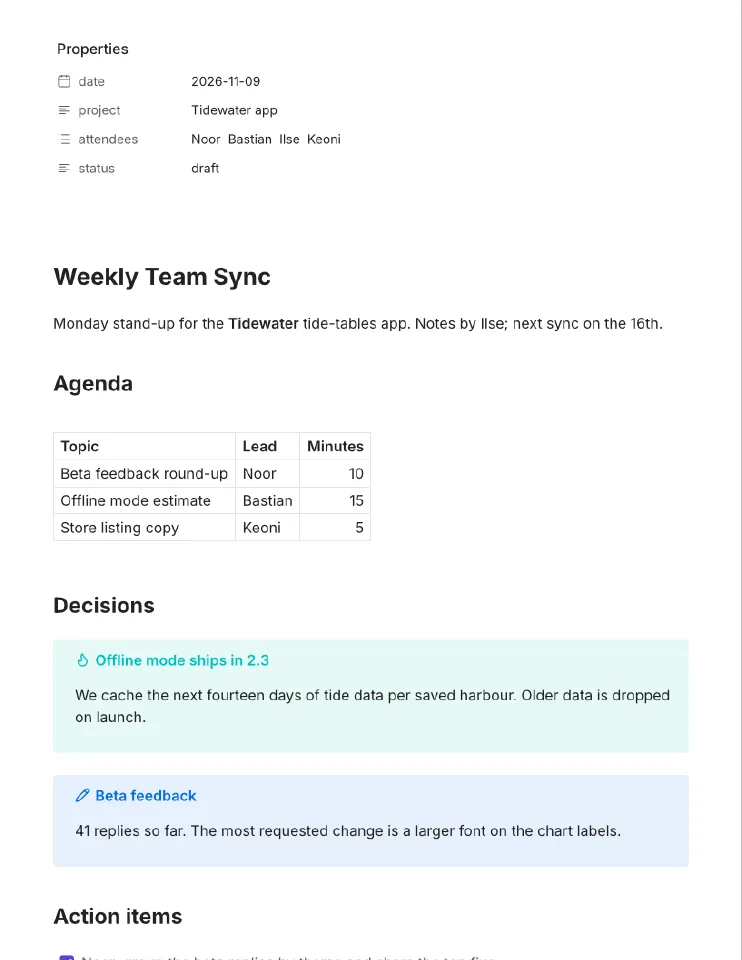 Properties
date 2026-11-09
project Tidewater app
attendees Noor Bastian Ilse Keoni
status draft
Weekly Team Sync
Monday stand-up for the Tidewater tide-tables app. Notes by Ilse; next sync on the 16th.
Agenda
Topic Lead Minutes
Beta feedback round-up Noor 10
Offline mode estimate Bastian 15
Store listing copy Keoni 5
Decisions
Offline mode ships in 2.3
We cache the next fourteen days of tide data per saved harbour. Older data is dropped
on launch.
Beta feedback
41 replies so far. The most requested change is a larger font on the chart labels.
Action items